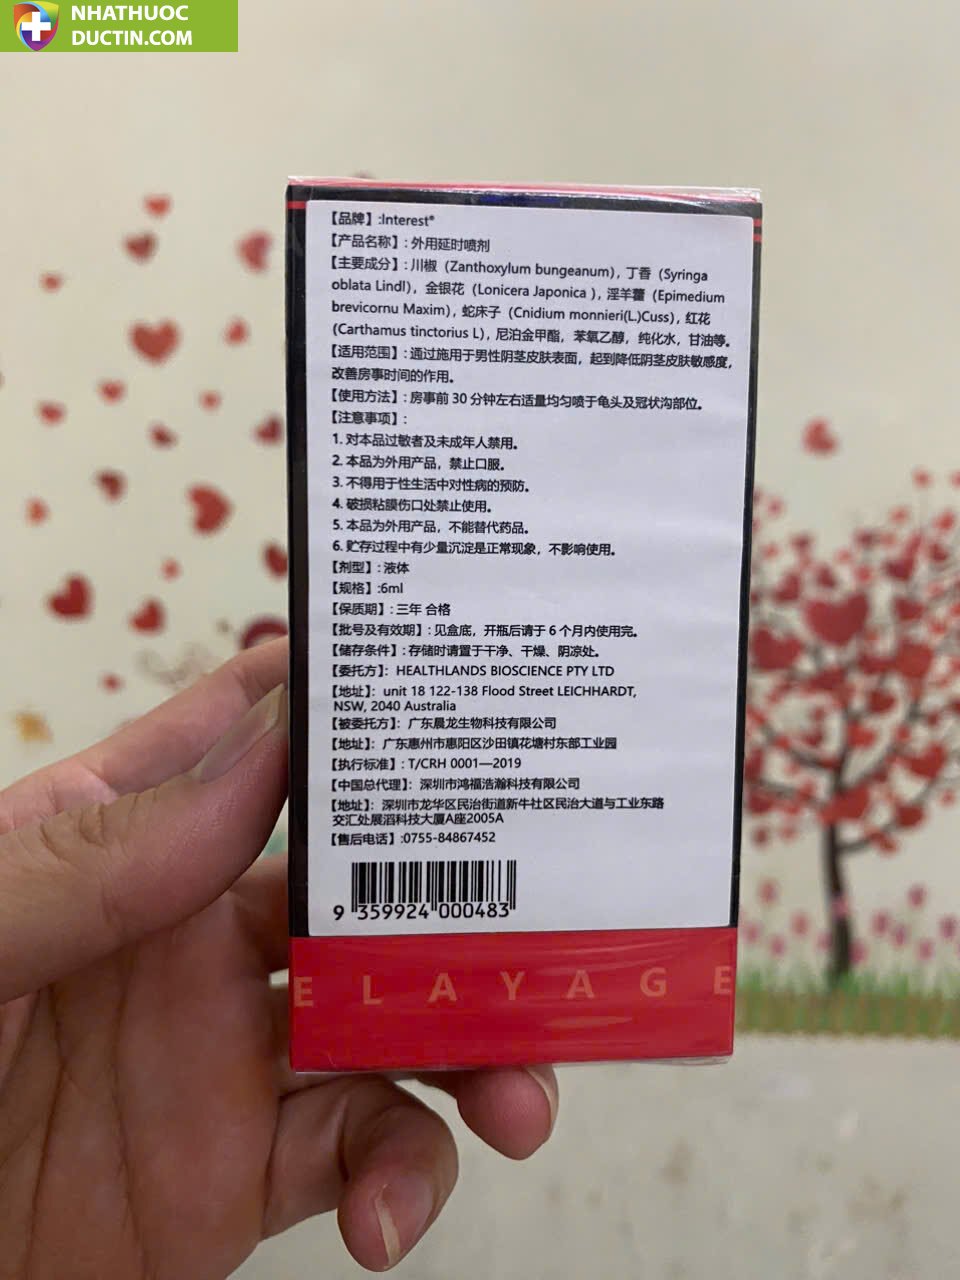 NHATHUOC
DUCTIN.COM
【品牌】:Interest®
【产品名称】: 外用延时喷剂
【主要成分】: 川椒 (Zanthoxylum bungeanum), 丁香 (Syringa
oblata Lindl), 金银花 (Lonicera Japonica ), 淫羊藿 (Epimedium
brevicornu Maxim), 蛇床子 (Cnidium monnieri(L.)Cuss), 红花
(Carthamus tinctorius L), 尼泊金甲酯, 苯氧乙醇, 纯化水, 甘油等。
【适用范围】: 通过施用于男性阴茎皮肤表面, 起到降低阴茎皮肤敏感度,
改善房事时间的作用。
【使用方法】: 房事前 30 分钟左右适量均匀喷于龟头及冠状沟部位。
【注意事项】:
1. 对本品过敏者及未成年人禁用。
2. 本品为外用产品, 禁止口服。
3. 不得用于性生活中对性病的预防。
4. 破损粘膜伤口处禁止使用。
5. 本品为外用产品, 不能替代药品。
6. 贮存过程中有少量沉淀是正常现象, 不影响使用。
【剂型】: 液体
【规格】:6ml
【保质期】: 三年 合格
【批号及有效期】: 见盒底, 开瓶后请于 6 个月内使用完。
【储存条件】: 存储时请置于干净、干燥、阴凉处。
【委托方】: HEALTHLANDS BIOSCIENCE PTY LTD
【地址】: unit 18 122-138 Flood Street LEICHHARDT,
NSW, 2040 Australia
【被委托方】: 广东晨龙生物科技有限公司
【地址】: 广东惠州市惠阳区沙田镇花塘村东部工业园
【执行标准】: T/CRH 0001—2019
【中国总代理】: 深圳市鸿福浩瀚科技有限公司
【地址】: 深圳市龙华区民治街道新牛社区民治大道与工业东路
交汇处展滔科技大厦A座2005A
【售后电话】:0755-84867452
9 359924 000483
ELAYAGE